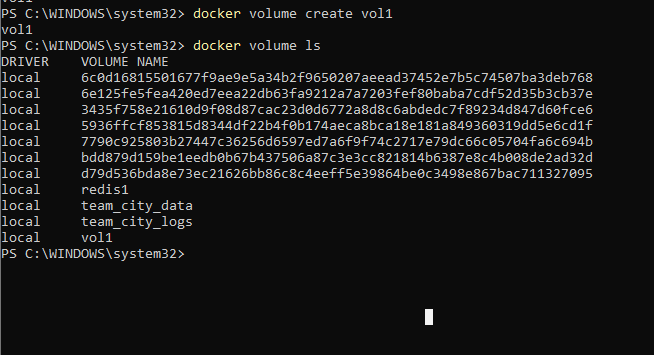 vol1
PS C:\WINDOWS\system32> docker volume create vol1
vol1
PS C:\WINDOWS\system32> docker volume ls
DRIVER    VOLUME NAME
local     6c0d16815501677f9ae9e5a34b2f9650207aeead37452e7b5c74507ba3deb768
local     6e125fe5fea420ed7eea22db63fa9212a7a7203fef80baba7cdf52d35b3cb37e
local     3435f758e21610d9f08d87cac23d0d6772a8d8c6abdedc7f89234d847d60fce6
local     5936ffcf853815d8344df22b4f0b174aeca8bca18e181a849360319dd5e6cd1f
local     7790c925803b27447c36256d6597ed7a6f9f74c2717e79dc66c05704fa6c694b
local     bdd879d159be1eedb0b67b437506a87c3e3cc821814b6387e8c4b008de2ad32d
local     d79d536bda8e73ec21626bb86c8c4eeff5e39864be0c3498e867bac711327095
local     redis1
local     team_city_data
local     team_city_logs
local     vol1
PS C:\WINDOWS\system32>